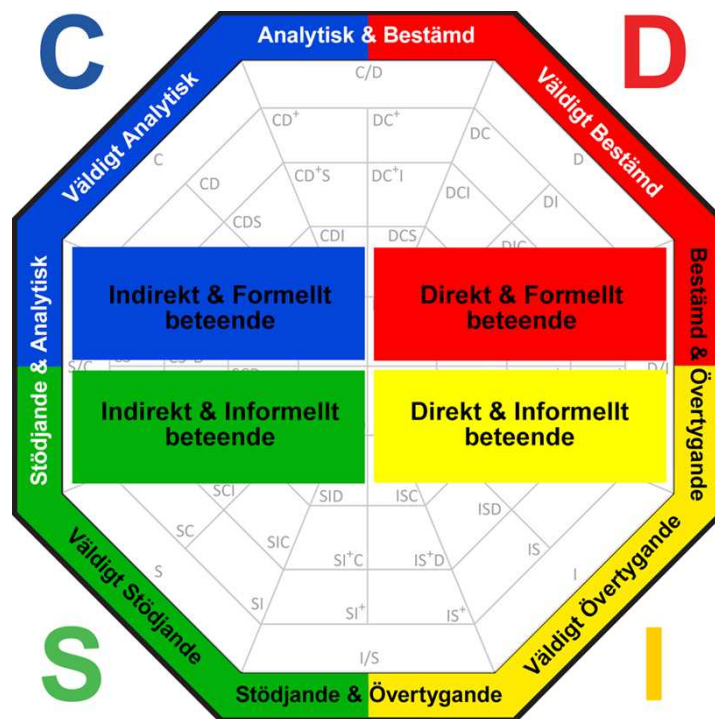 C
D
Analytisk & Bestämd
Väldigt Analytisk
Väldigt Bestämd
C/D
CD+
DC+
DC
C
D
CD
CD+S
DC+I
DCI
DI
CDS
CDI
DCS
Indirekt & Formellt
beteende
Direkt & Formellt
beteende
Stödjande & Analytisk
Bestämd & Övertygande
S/C
D/I
Indirekt & Informellt
beteende
Direkt & Informellt
beteende
SCI
SID
ISC
ISD
SC
SIC
SI+C
IS+D
IS
S
I
SI
SI+
IS+
I/S
Väldigt Stödjande
Väldigt Övertygande
Stödjande & Övertygande
S
I